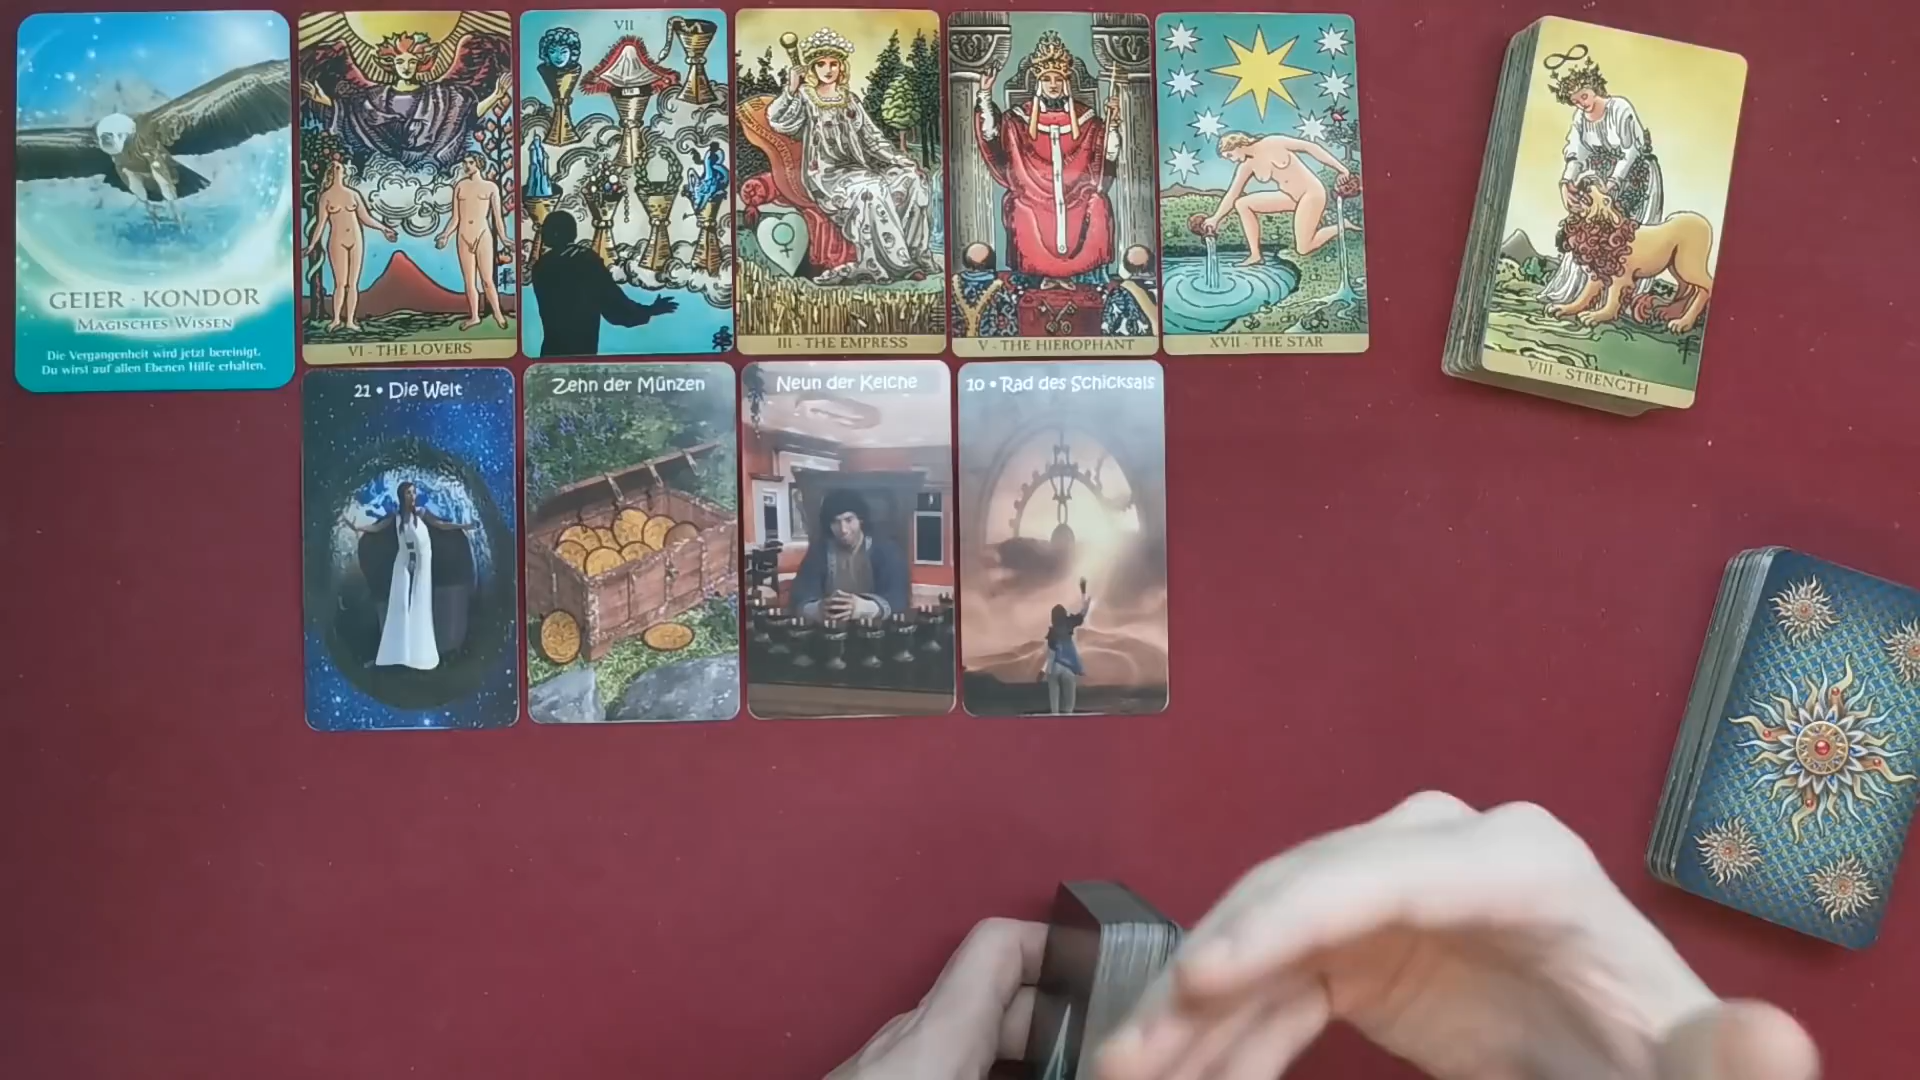 GEIER · KONDOR
MAGISCHES WISSEN
Die Vergangenheit wird jetzt bereinigt.
Du wirst auf allen Ebenen Hilfe erhalten.
VI - THE LOVERS
VII
III - THE EMPRESS
V - THE HIEROPHANT
XVII - THE STAR
VIII - STRENGTH
21 • Die Welt
Zehn der Münzen
Neun der Kelche
10 • Rad des Schicksals